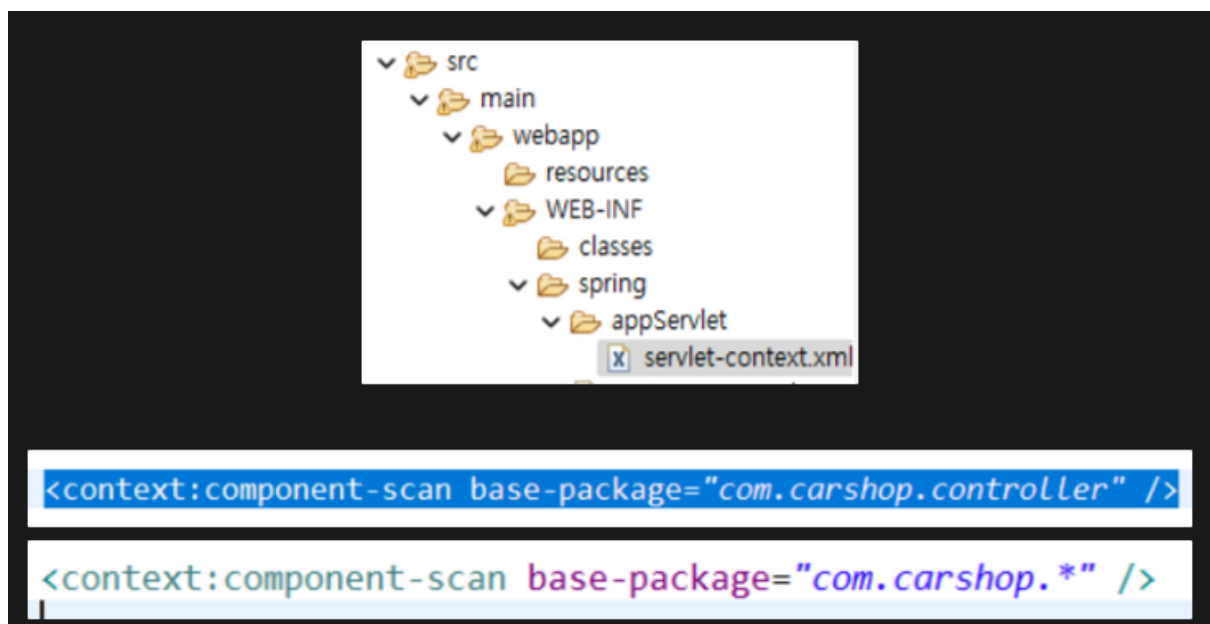 src
main
webapp
resources
WEB-INF
classes
spring
appServlet
servlet-context.xml
<context:component-scan base-package="com.carshop.controller" />
<context:component-scan base-package="com.carshop.*" />